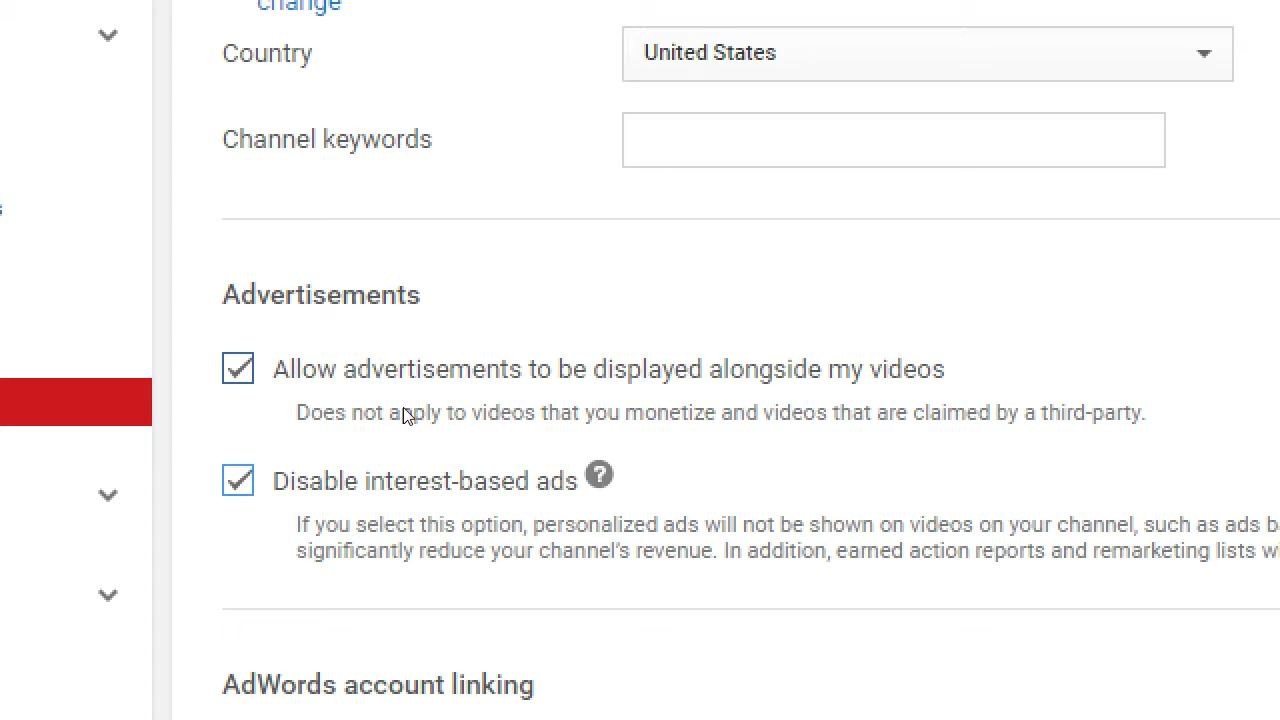 change
Country
United States
Channel keywords
Advertisements
Allow advertisements to be displayed alongside my videos
Does not apply to videos that you monetize and videos that are claimed by a third-party.
Disable interest-based ads ?
If you select this option, personalized ads will not be shown on videos on your channel, such as ads
significantly reduce your channel's revenue. In addition, earned action reports and remarketing lists
AdWords account linking